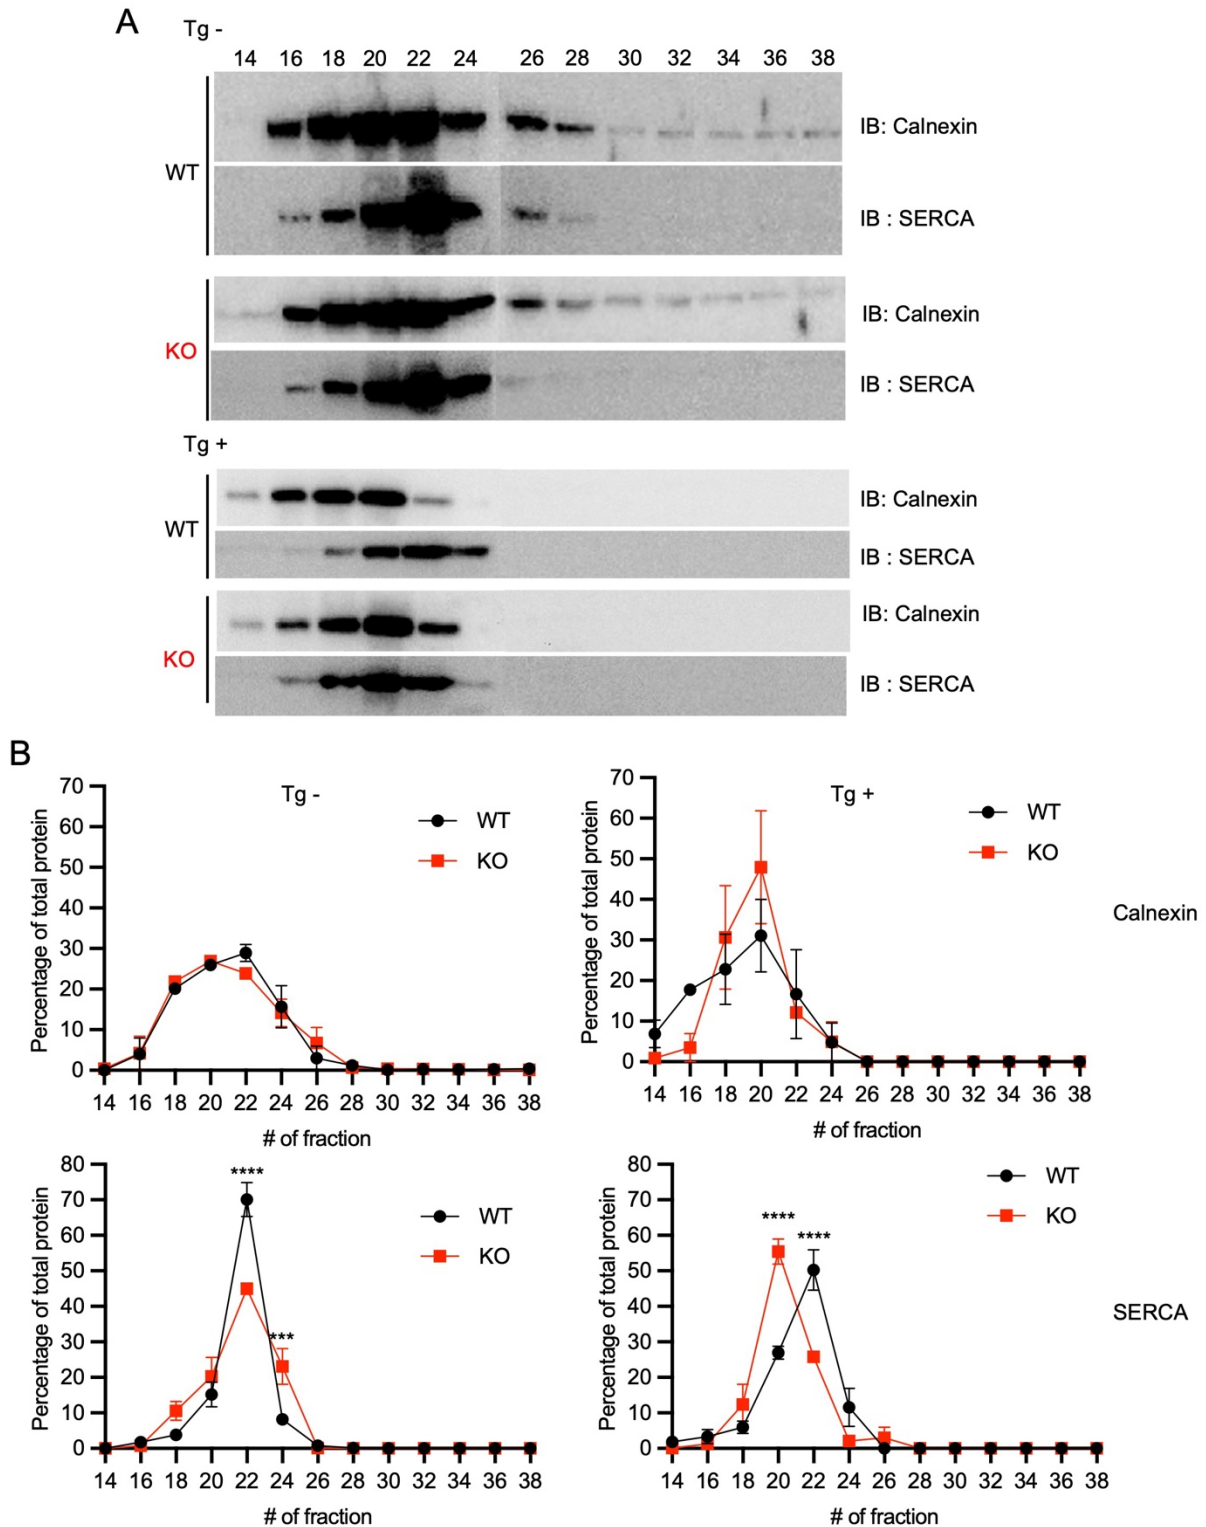 A
Tg -
14 16 18 20 22 24 26 28 30 32 34 36 38
IB: Calnexin
WT
IB : SERCA
IB: Calnexin
KO
IB : SERCA
Tg +
IB: Calnexin
WT
IB : SERCA
IB: Calnexin
KO
IB : SERCA
B
Tg -
WT
KO
Percentage of total protein
70
60
50
40
30
20
10
0
14 16 18 20 22 24 26 28 30 32 34 36 38
# of fraction
Tg +
WT
KO
Percentage of total protein
70
60
50
40
30
20
10
0
14 16 18 20 22 24 26 28 30 32 34 36 38
# of fraction
Calnexin
****
***
WT
KO
Percentage of total protein
80
70
60
50
40
30
20
10
0
14 16 18 20 22 24 26 28 30 32 34 36 38
# of fraction
****
****
WT
KO
Percentage of total protein
80
70
60
50
40
30
20
10
0
14 16 18 20 22 24 26 28 30 32 34 36 38
# of fraction
SERCA